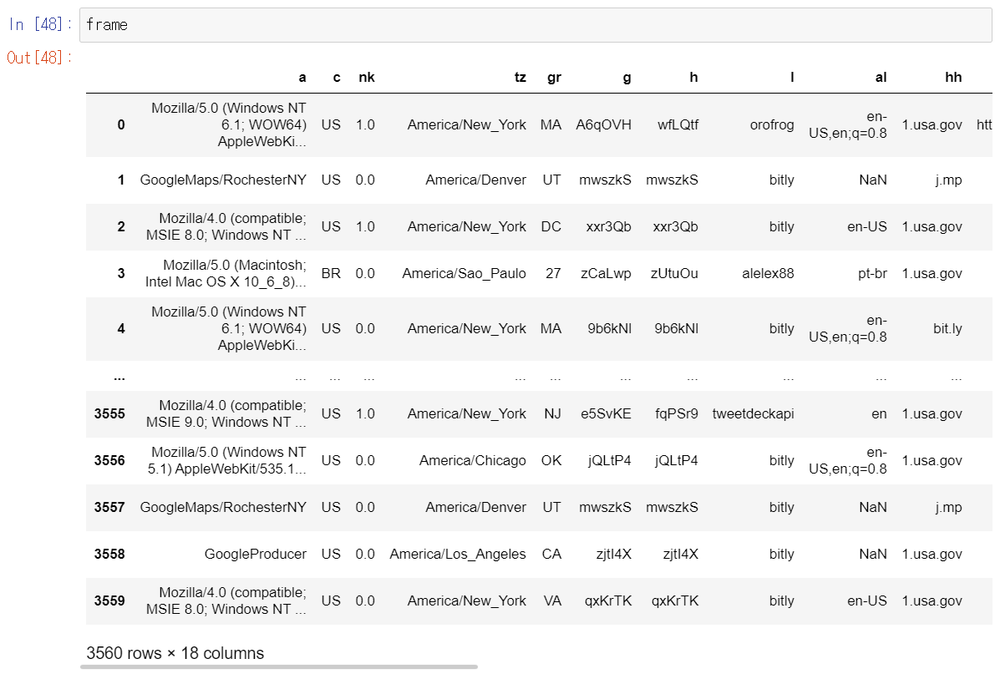 In [48]: frame
Out[48]:
a c nk tz gr g h l al hh
0 Mozilla/5.0 (Windows NT 6.1; WOW64) AppleWebKi... US 1.0 America/New_York MA A6qOVH wfLQtf orofrog en-US,en;q=0.8 1.usa.gov htt
1 GoogleMaps/RochesterNY US 0.0 America/Denver UT mwszkS mwszkS bitly NaN j.mp
2 Mozilla/4.0 (compatible; MSIE 8.0; Windows NT ... US 1.0 America/New_York DC xxr3Qb xxr3Qb bitly en-US 1.usa.gov
3 Mozilla/5.0 (Macintosh; Intel Mac OS X 10_6_8)... BR 0.0 America/Sao_Paulo 27 zCaLwp zUtuOu alelex88 pt-br 1.usa.gov
4 Mozilla/5.0 (Windows NT 6.1; WOW64) AppleWebKi... US 0.0 America/New_York MA 9b6kNl 9b6kNl bitly en-US,en;q=0.8 bit.ly
... ... ... ... ... ... ... ... ... ... ...
3555 Mozilla/4.0 (compatible; MSIE 9.0; Windows NT ... US 1.0 America/New_York NJ e5SvKE fqPSr9 tweetdeckapi en 1.usa.gov
3556 Mozilla/5.0 (Windows NT 5.1) AppleWebKit/535.1... US 0.0 America/Chicago OK jQLtP4 jQLtP4 bitly en-US,en;q=0.8 1.usa.gov
3557 GoogleMaps/RochesterNY US 0.0 America/Denver UT mwszkS mwszkS bitly NaN j.mp
3558 GoogleProducer US 0.0 America/Los_Angeles CA zjtI4X zjtI4X bitly NaN 1.usa.gov
3559 Mozilla/4.0 (compatible; MSIE 8.0; Windows NT ... US 0.0 America/New_York VA qxKrTK qxKrTK bitly en-US 1.usa.gov
3560 rows × 18 columns